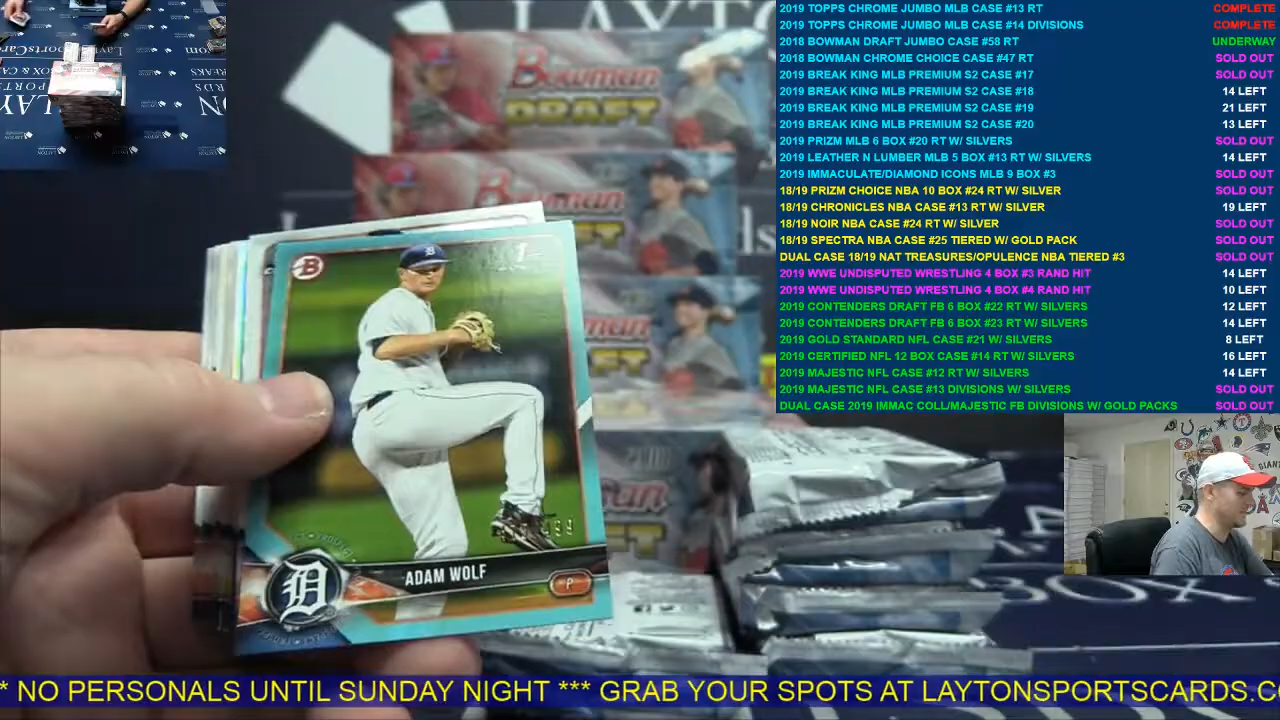 2019 TOPPS CHROME JUMBO MLB CASE #13 RT COMPLETE
2019 TOPPS CHROME JUMBO MLB CASE #14 DIVISIONS COMPLETE
2018 BOWMAN DRAFT JUMBO CASE #58 RT UNDERWAY
2018 BOWMAN CHROME CHOICE CASE #47 RT SOLD OUT
2019 BREAK KING MLB PREMIUM S2 CASE #17 SOLD OUT
2019 BREAK KING MLB PREMIUM S2 CASE #18 14 LEFT
2019 BREAK KING MLB PREMIUM S2 CASE #19 21 LEFT
2019 BREAK KING MLB PREMIUM S2 CASE #20 13 LEFT
2019 PRIZM MLB 6 BOX #20 RT W/ SILVERS SOLD OUT
2019 LEATHER N LUMBER MLB 5 BOX #13 RT W/ SILVERS 14 LEFT
2019 IMMACULATE/DIAMOND ICONS MLB 9 BOX #3 SOLD OUT
18/19 PRIZM CHOICE NBA 10 BOX #24 RT W/ SILVER SOLD OUT
18/19 CHRONICLES NBA CASE #13 RT W/ SILVER 19 LEFT
18/19 NOIR NBA CASE #24 RT W/ SILVER SOLD OUT
18/19 SPECTRA NBA CASE #25 TIERED W/ GOLD PACK SOLD OUT
DUAL CASE 18/19 NAT TREASURES/OPULENCE NBA TIERED #3 SOLD OUT
2019 WWE UNDISPUTED WRESTLING 4 BOX #3 RAND HIT 14 LEFT
2019 WWE UNDISPUTED WRESTLING 4 BOX #4 RAND HIT 10 LEFT
2019 CONTENDERS DRAFT FB 6 BOX #22 RT W/ SILVERS 12 LEFT
2019 CONTENDERS DRAFT FB 6 BOX #23 RT W/ SILVERS 14 LEFT
2019 GOLD STANDARD NFL CASE #21 W/ SILVERS 8 LEFT
2019 CERTIFIED NFL 12 BOX CASE #14 RT W/ SILVERS 16 LEFT
2019 MAJESTIC NFL CASE #12 RT W/ SILVERS 14 LEFT
2019 MAJESTIC NFL CASE #13 DIVISIONS W/ SILVERS SOLD OUT
DUAL CASE 2019 IMMAC COLL/MAJESTIC FB DIVISIONS W/ GOLD PACKS SOLD OUT
LAYTON
Bowman
DRAFT
Bowman
B
1st
D
ADAM WOLF
P
BOX
* NO PERSONALS UNTIL SUNDAY NIGHT *** GRAB YOUR SPOTS AT LAYTONSPORTSCARDS.C